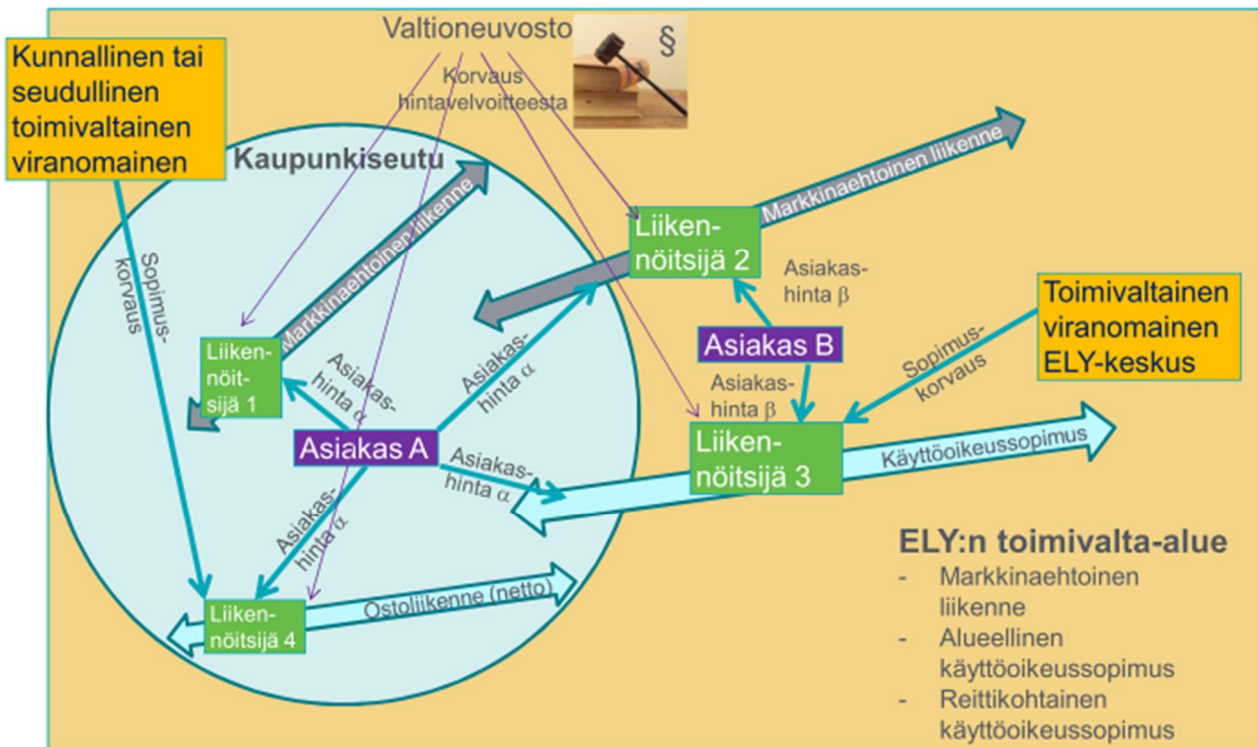 Valtioneuvosto
§
Korvaus
hintavelvoitteesta
Kunnallinen tai
seudullinen
toimivaltainen
viranomainen
Kaupunkiseutu
Markkinaehtoinen liikenne
Markkinaehtoinen liikenne
Liiken-
nöitsijä 2
Sopimus-
korvaus
Asiakas-
hinta β
Toimivaltainen
viranomainen
ELY-keskus
Liiken-
nöit-
sijä 1
Asiakas-
hinta α
Asiakas-
hinta α
Asiakas B
Sopimus-
korvaus
Asiakas-
hinta β
Asiakas A
Liiken-
nöitsijä 3
Käyttöoikeussopimus
Asiakas-
hinta α
Asiakas-
hinta α
Liiken-
nöitsijä 4
Ostoliikenne (netto)
ELY:n toimivalta-alue
- Markkinaehtoinen
liikenne
- Alueellinen
käyttöoikeussopimus
- Reittikohtainen
käyttöoikeussopimus